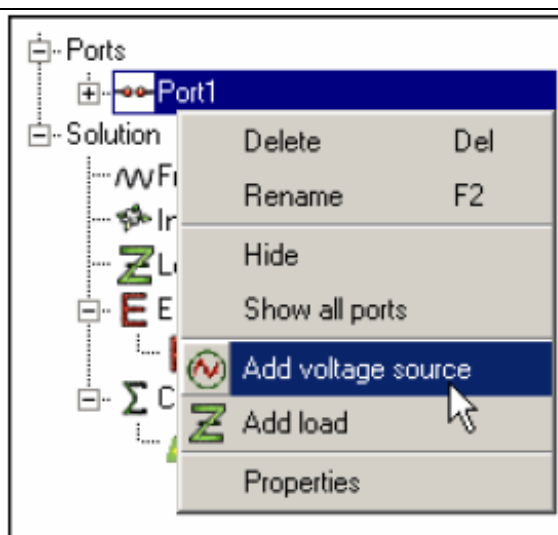 Ports
Port1
Solution
Delete Del
Rename F2
Hide
Show all ports
Add voltage source
Add load
Properties